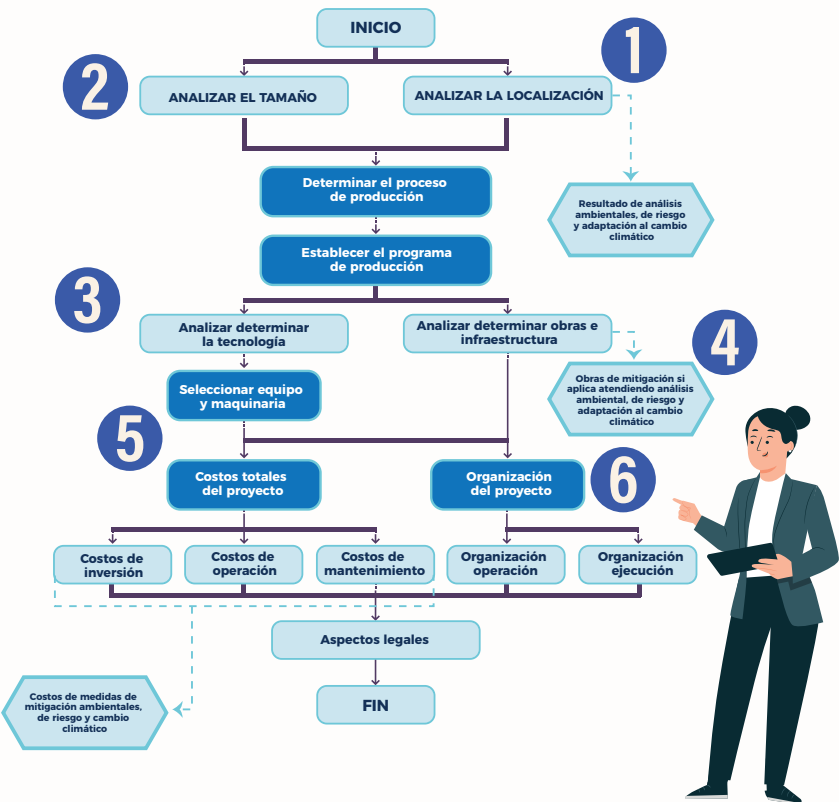 INICIO
1
2
ANALIZAR EL TAMAÑO
ANALIZAR LA LOCALIZACIÓN
Determinar el proceso
de producción
Resultado de análisis
ambientales, de riesgo
y adaptación al cambio
climático
Establecer el programa
de producción
3
Analizar determinar
la tecnología
Analizar determinar obras e
infraestructura
4
Seleccionar equipo
y maquinaria
Obras de mitigación si
aplica atendiendo análisis
ambiental, de riesgo y
adaptación al cambio
climático
5
Costos totales
del proyecto
Organización
del proyecto
6
Costos de
inversión
Costos de
operación
Costos de
mantenimiento
Organización
operación
Organización
ejecución
Aspectos legales
Costos de medidas de
mitigación ambientales,
de riesgo y cambio
climático
FIN